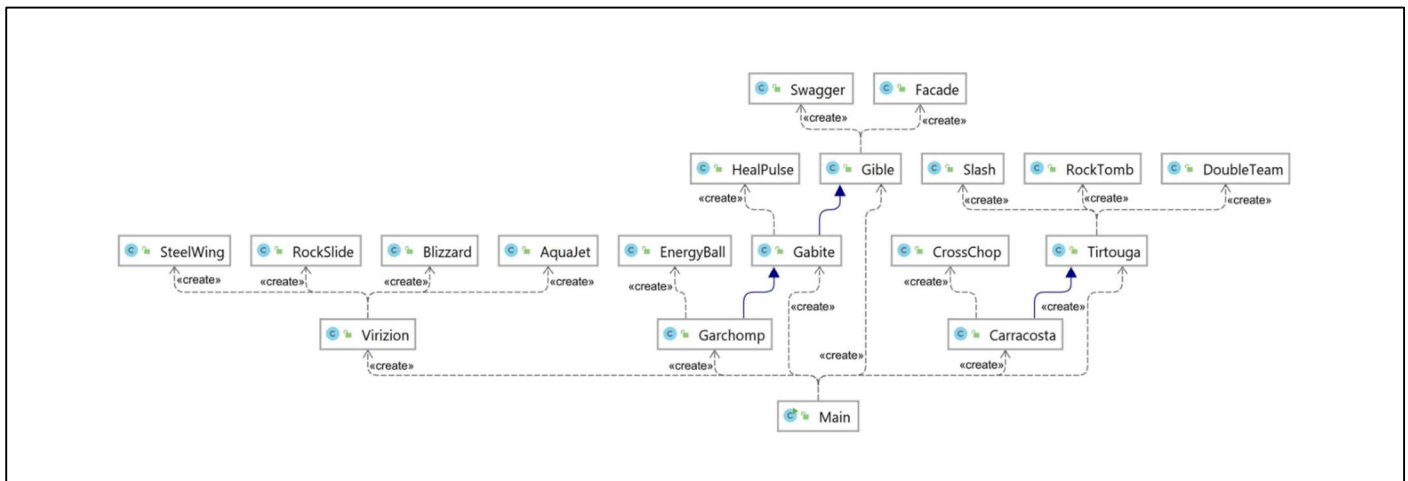 Swagger
Facade
«create»
«create»
HealPulse
Gible
Slash
RockTomb
DoubleTeam
«create»
«create»
«create»
«create»
SteelWing
RockSlide
Blizzard
AquaJet
EnergyBall
Gabite
CrossChop
Tirtouga
«create»
«create»
«create»
«create»
«create»
«create»
«create»
«create»
Virizion
Garchomp
Carracosta
«create»
«create»
«create»
«create»
Main